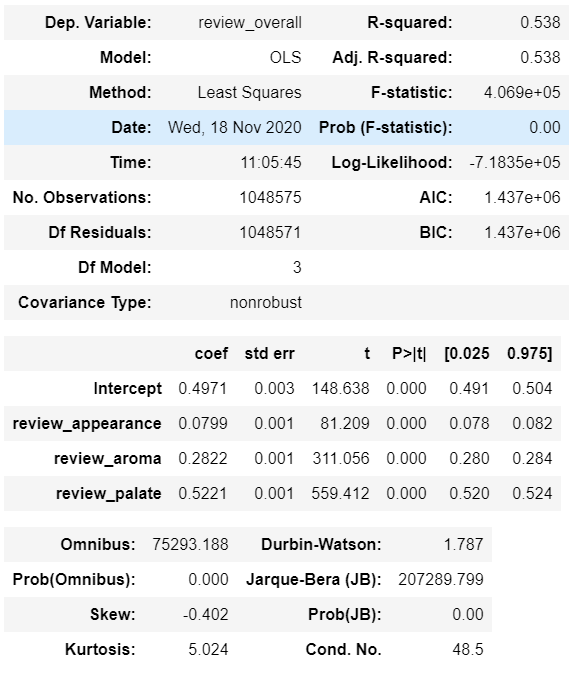 Dep. Variable: review_overall R-squared: 0.538
Model: OLS Adj. R-squared: 0.538
Method: Least Squares F-statistic: 4.069e+05
Date: Wed, 18 Nov 2020 Prob (F-statistic): 0.00
Time: 11:05:45 Log-Likelihood: -7.1835e+05
No. Observations: 1048575 AIC: 1.437e+06
Df Residuals: 1048571 BIC: 1.437e+06
Df Model: 3
Covariance Type: nonrobust
coef std err t P>|t| [0.025 0.975]
Intercept 0.4971 0.003 148.638 0.000 0.491 0.504
review_appearance 0.0799 0.001 81.209 0.000 0.078 0.082
review_aroma 0.2822 0.001 311.056 0.000 0.280 0.284
review_palate 0.5221 0.001 559.412 0.000 0.520 0.524
Omnibus: 75293.188 Durbin-Watson: 1.787
Prob(Omnibus): 0.000 Jarque-Bera (JB): 207289.799
Skew: -0.402 Prob(JB): 0.00
Kurtosis: 5.024 Cond. No. 48.5